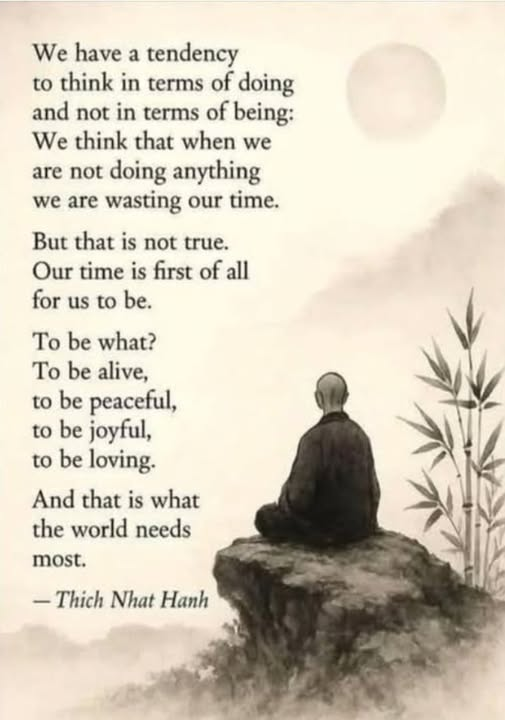 We have a tendency
to think in terms of doing
and not in terms of being:
We think that when we
are not doing anything
we are wasting our time.
But that is not true.
Our time is first of all
for us to be.
To be what?
To be alive,
to be peaceful,
to be joyful,
to be loving.
And that is what
the world needs
most.
— Thich Nhat Hanh